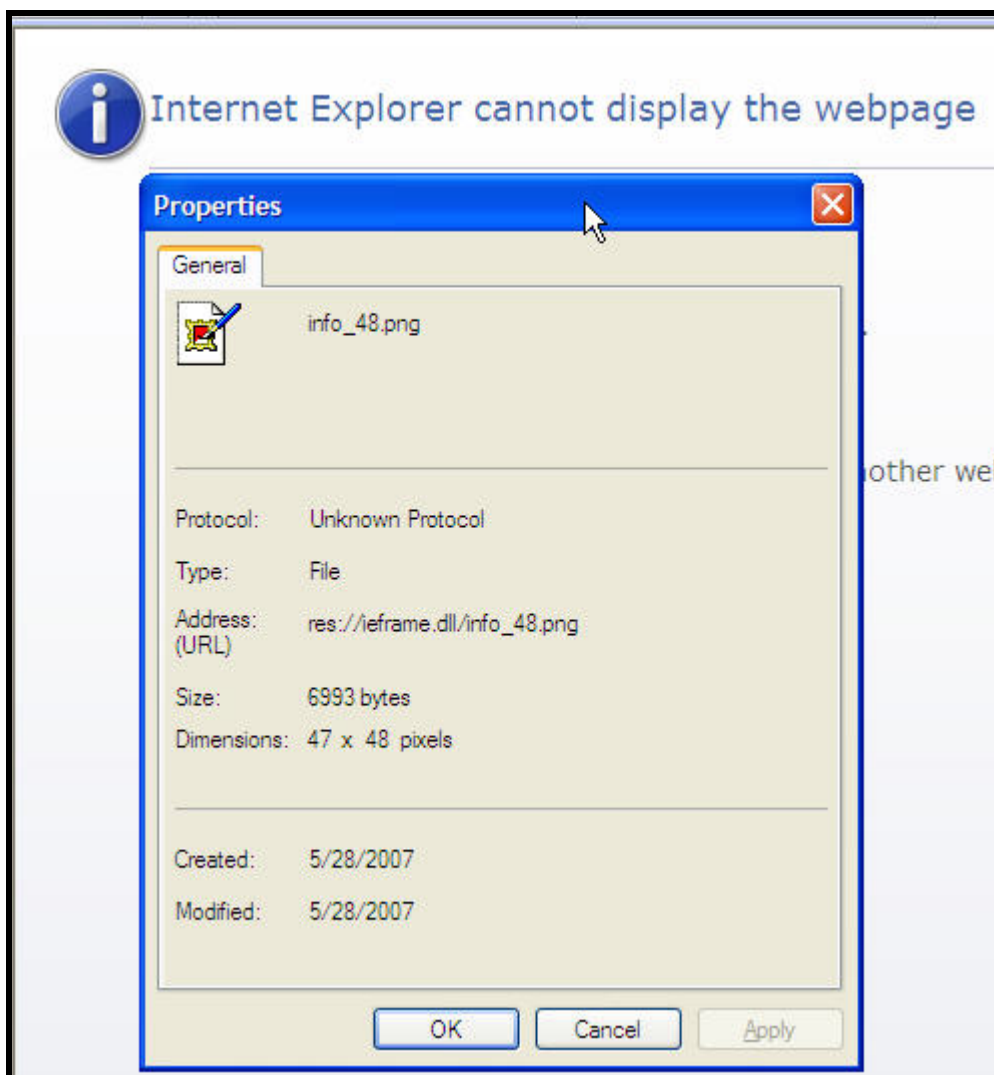 Internet Explorer cannot display the webpage
Properties
General
info_48.png
other we
Protocol: Unknown Protocol
Type: File
Address: (URL) res://ieframe.dll/info_48.png
Size: 6993 bytes
Dimensions: 47 x 48 pixels
Created: 5/28/2007
Modified: 5/28/2007
OK Cancel Apply